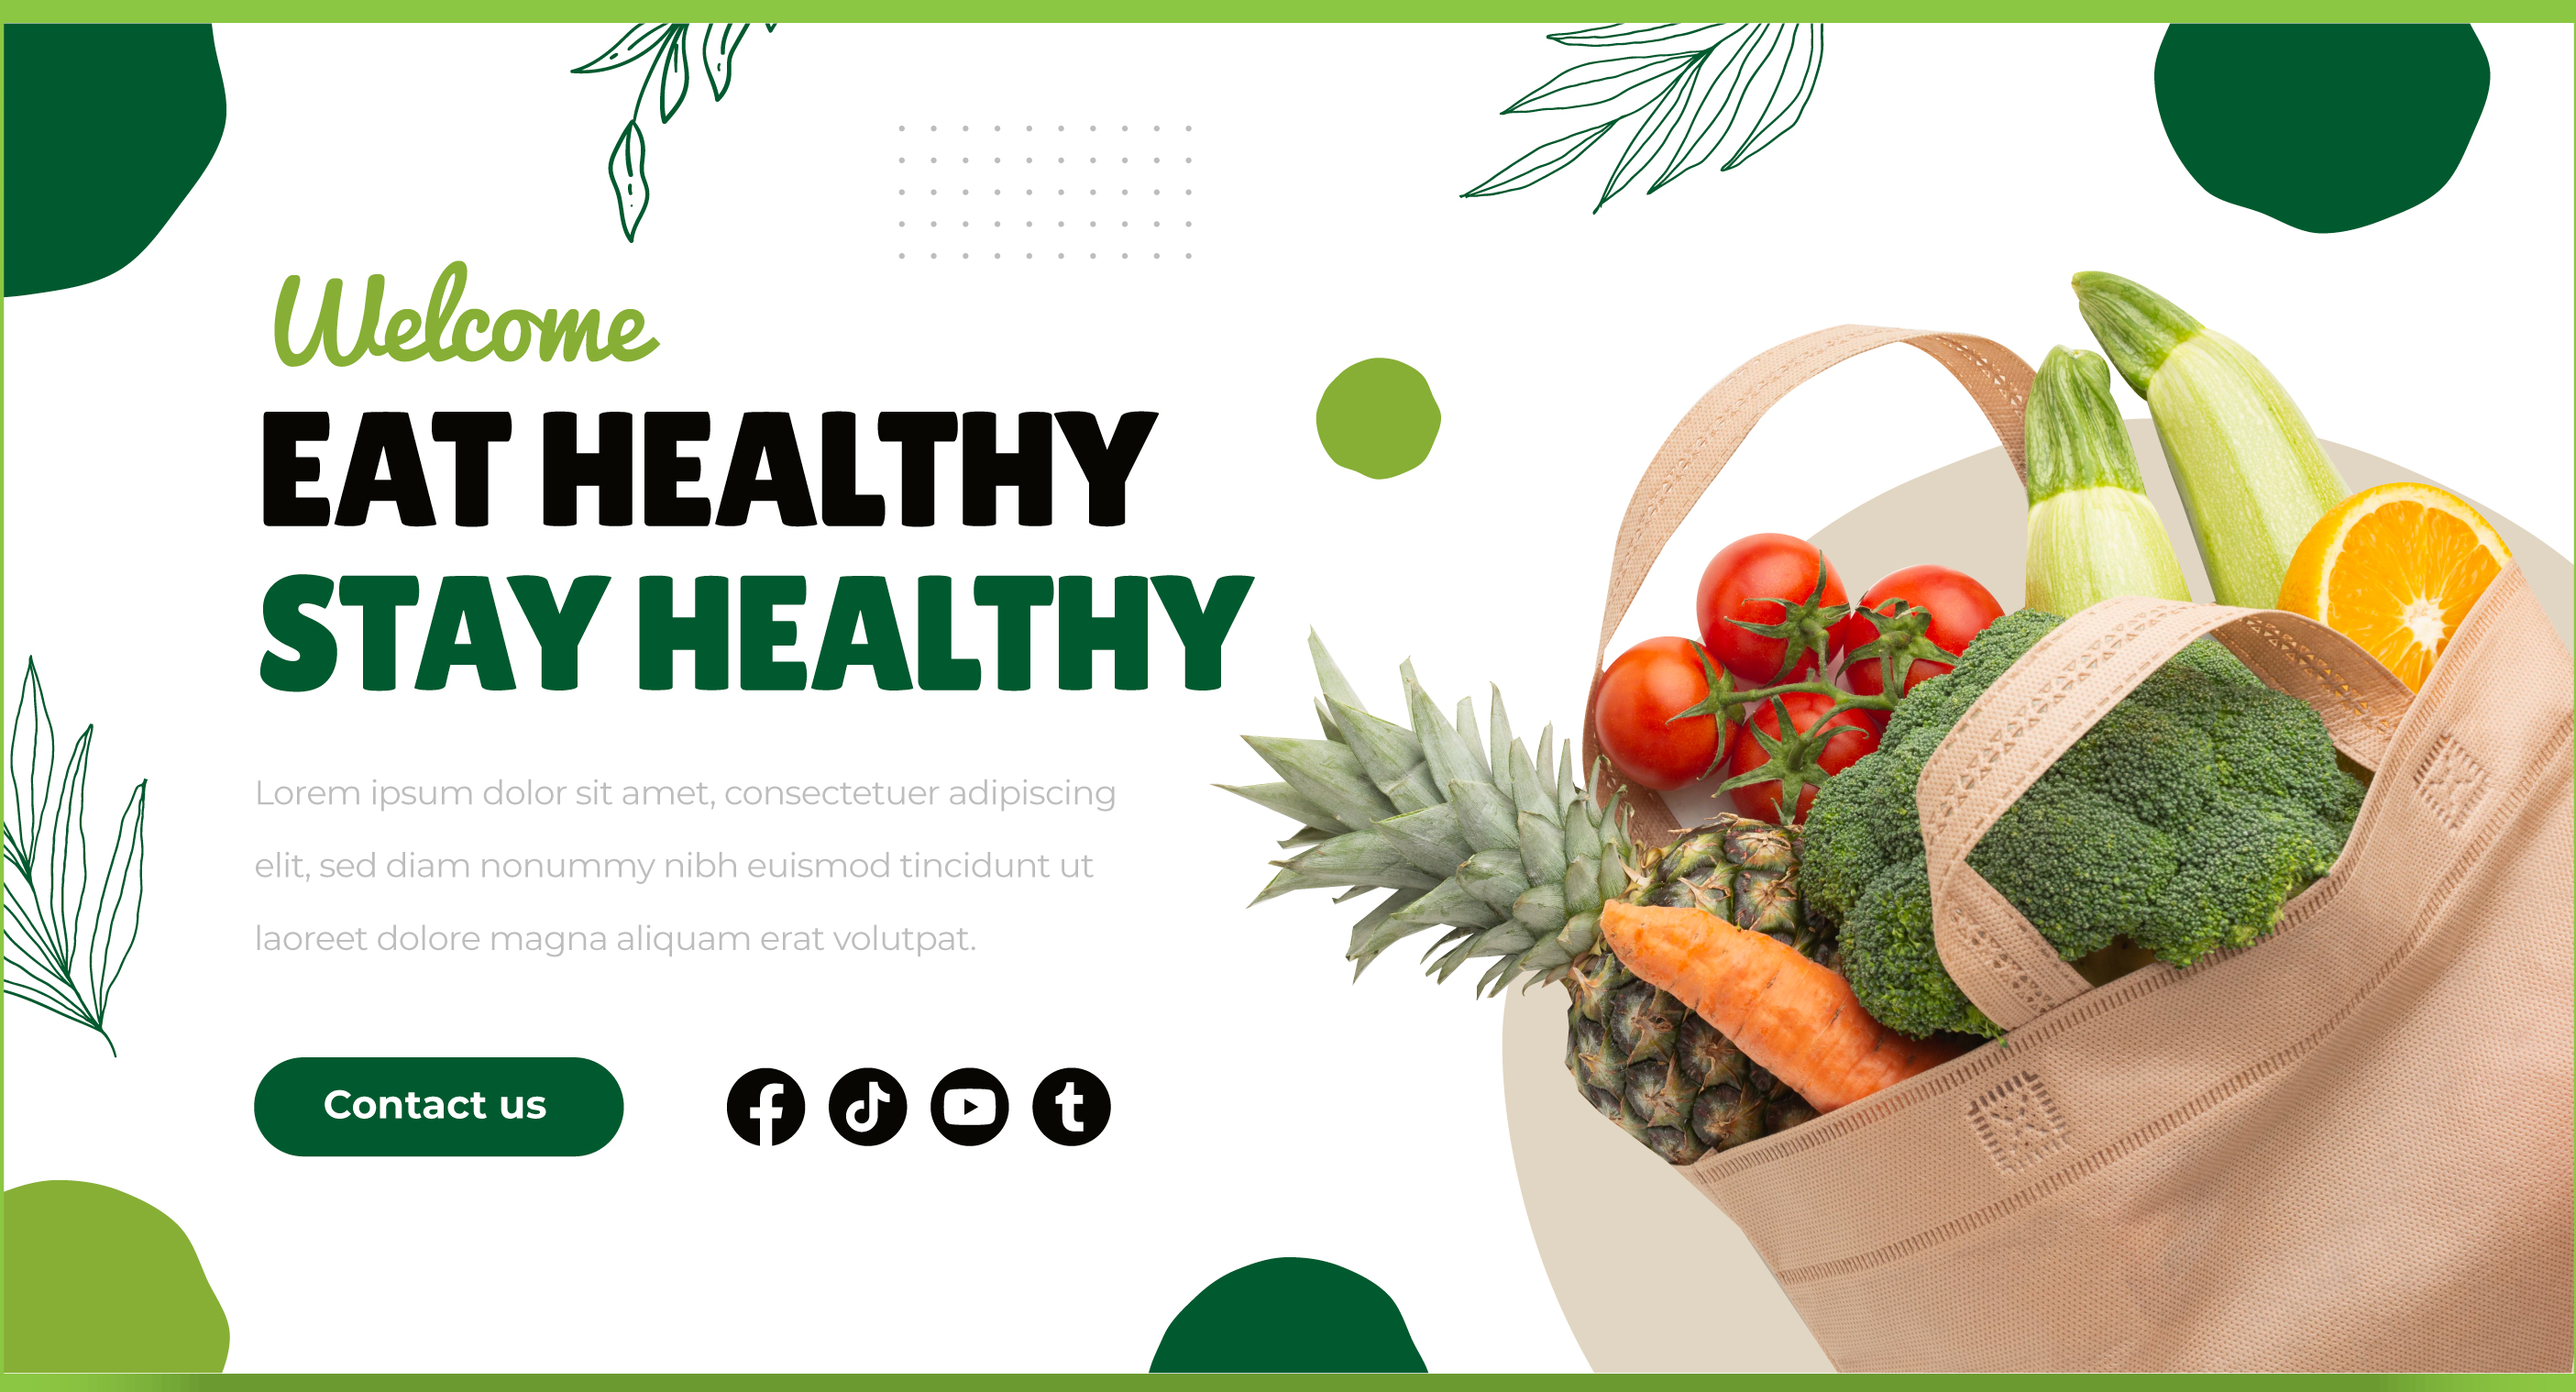 Welcome
EAT HEALTHY
STAY HEALTHY
Lorem ipsum dolor sit amet, consectetuer adipiscing
elit, sed diam nonummy nibh euismod tincidunt ut
laoreet dolore magna aliquam erat volutpat.
Contact us